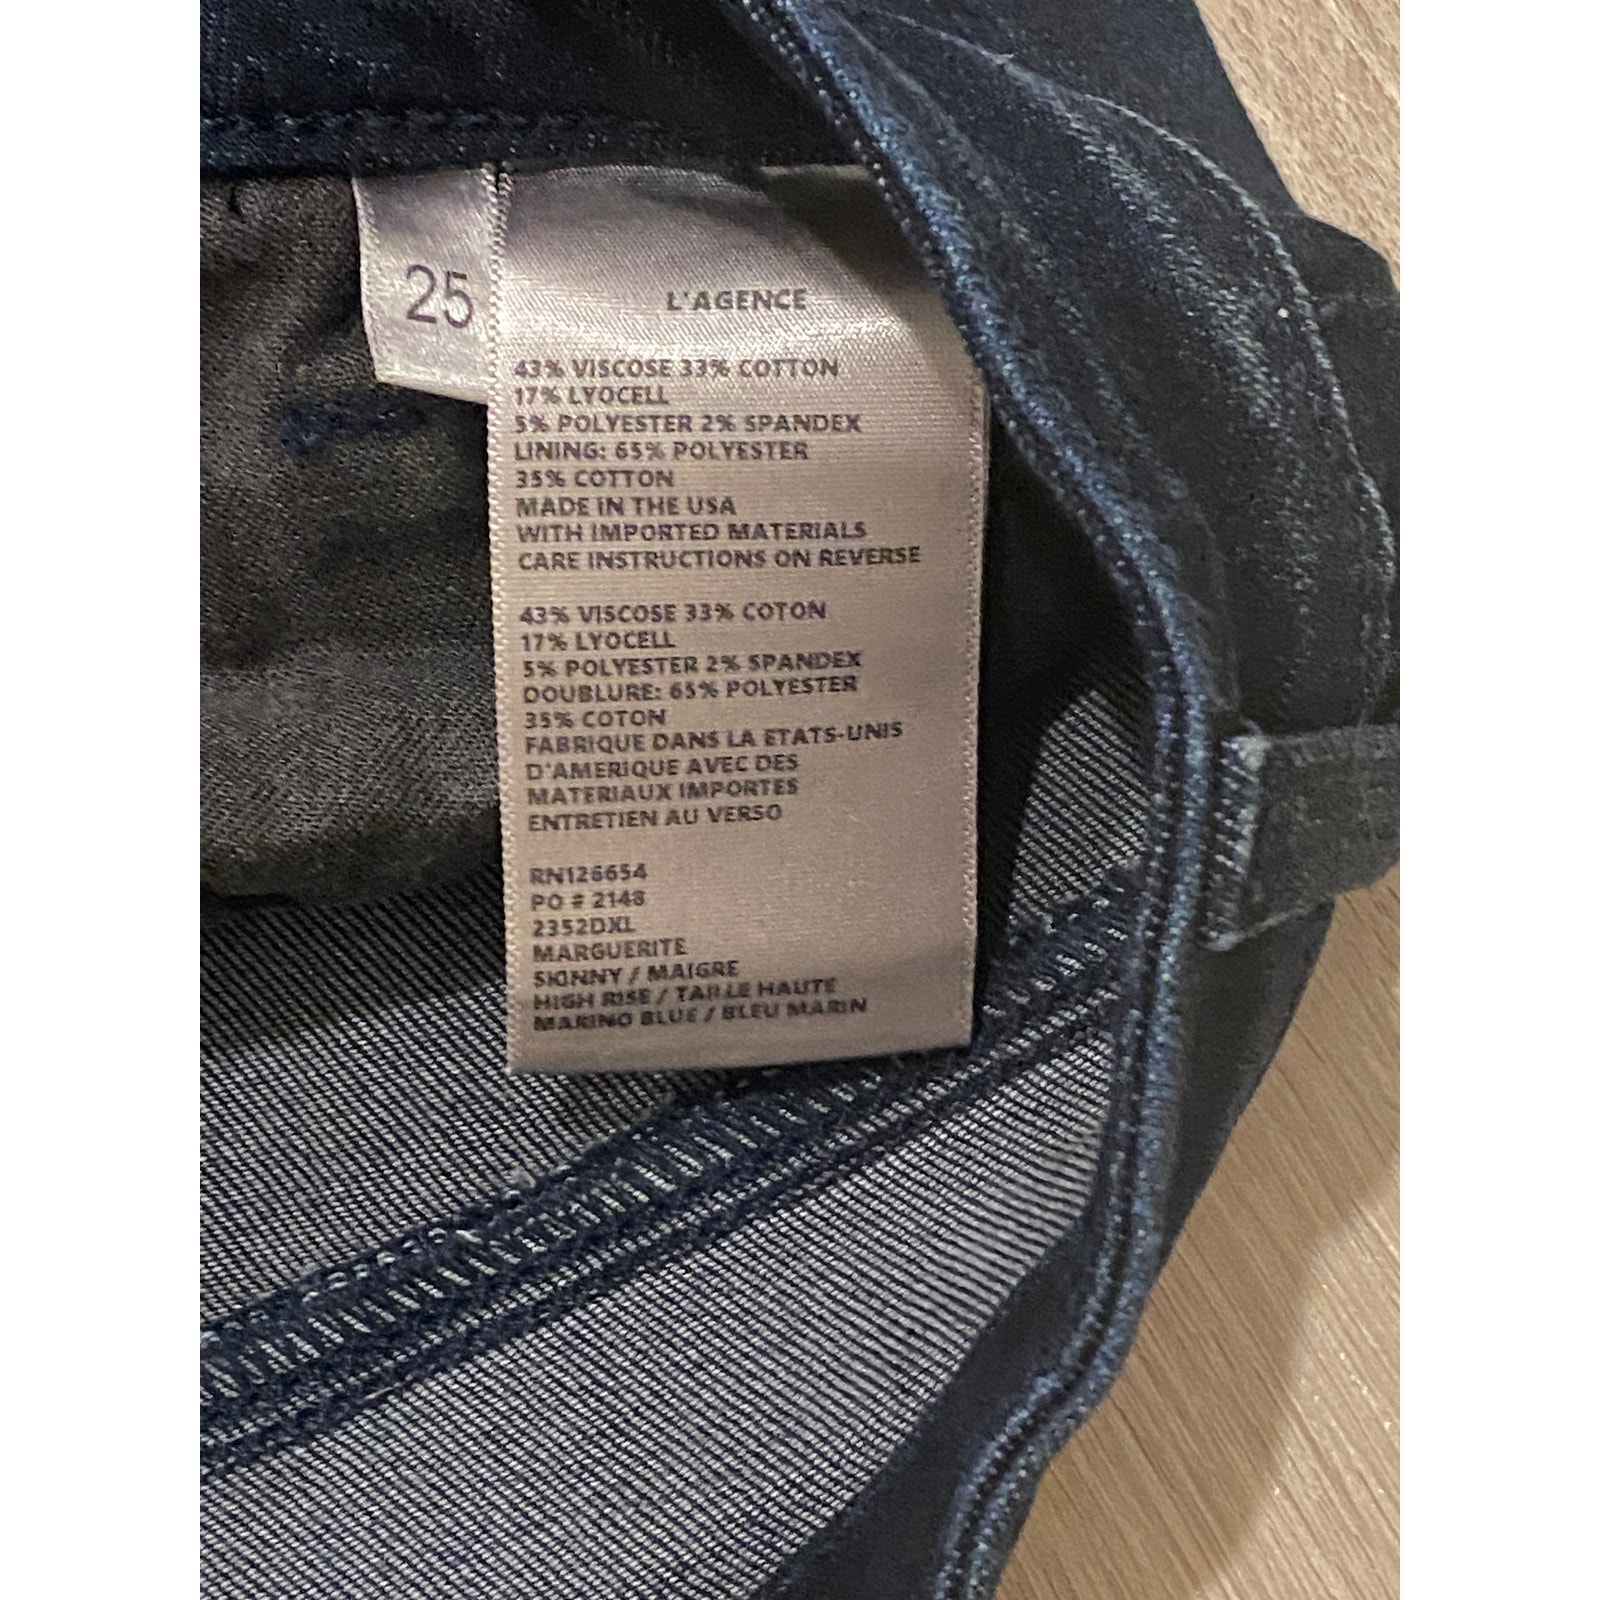 25
L'AGENCE
43% VISCOSE 33% COTTON
17% LYOCELL
5% POLYESTER 2% SPANDEX
LINING: 65% POLYESTER
35% COTTON
MADE IN THE USA
WITH IMPORTED MATERIALS
CARE INSTRUCTIONS ON REVERSE
43% VISCOSE 33% COTON
17% LYOCELL
5% POLYESTER 2% SPANDEX
DOUBLURE: 65% POLYESTER
35% COTON
FABRIQUE DANS LA ETATS-UNIS
D'AMERIQUE AVEC DES
MATERIAUX IMPORTES
ENTRETIEN AU VERSO
RN126654
PO # 2148
2352DXL
MARGUERITE
SKINNY / MAIGRE
HIGH RISE / TAILLE HAUTE
MARINO BLUE / BLEU MARIN